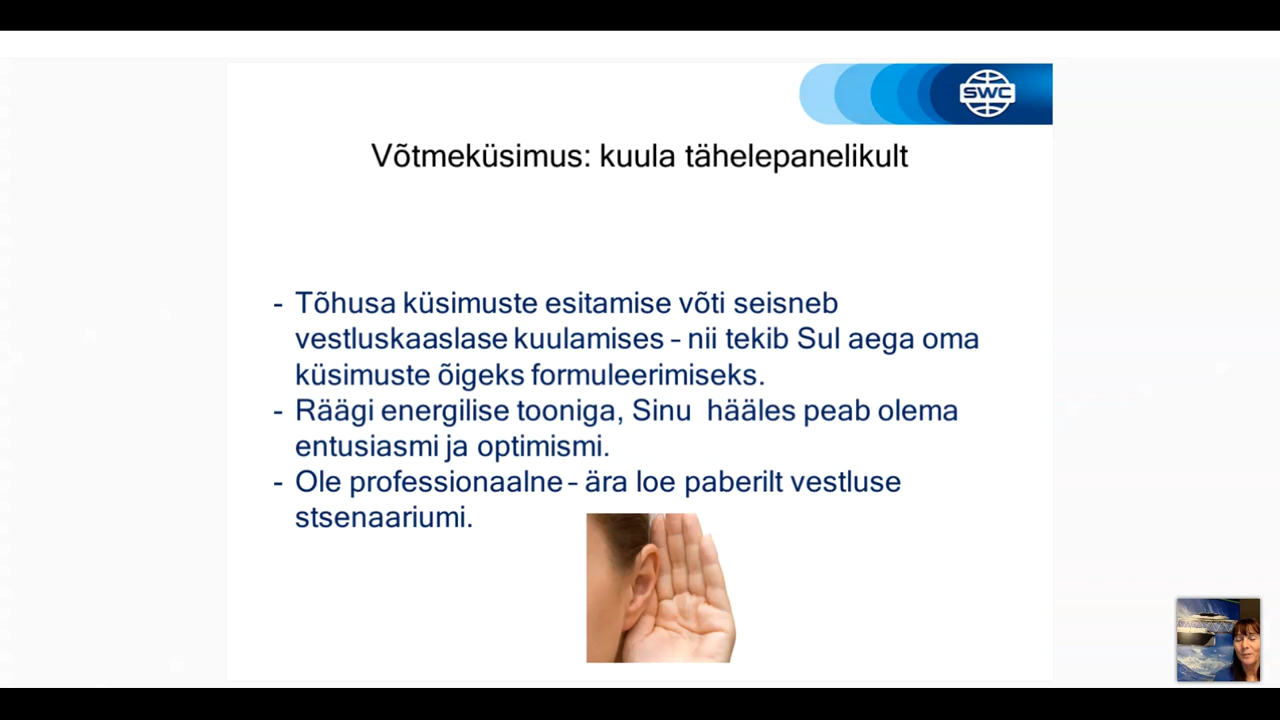 SWC
Võtmeküsimus: kuula tähelepanelikult
- Tõhusa küsimuste esitamise võti seisneb
vestluskaaslase kuulamises – nii tekib Sul aega oma
küsimuste õigeks formuleerimiseks.
- Räägi energilise tooniga, Sinu hääles peab olema
entusiasmi ja optimismi.
- Ole professionaalne – ära loe paberilt vestluse
stsenaariumi.